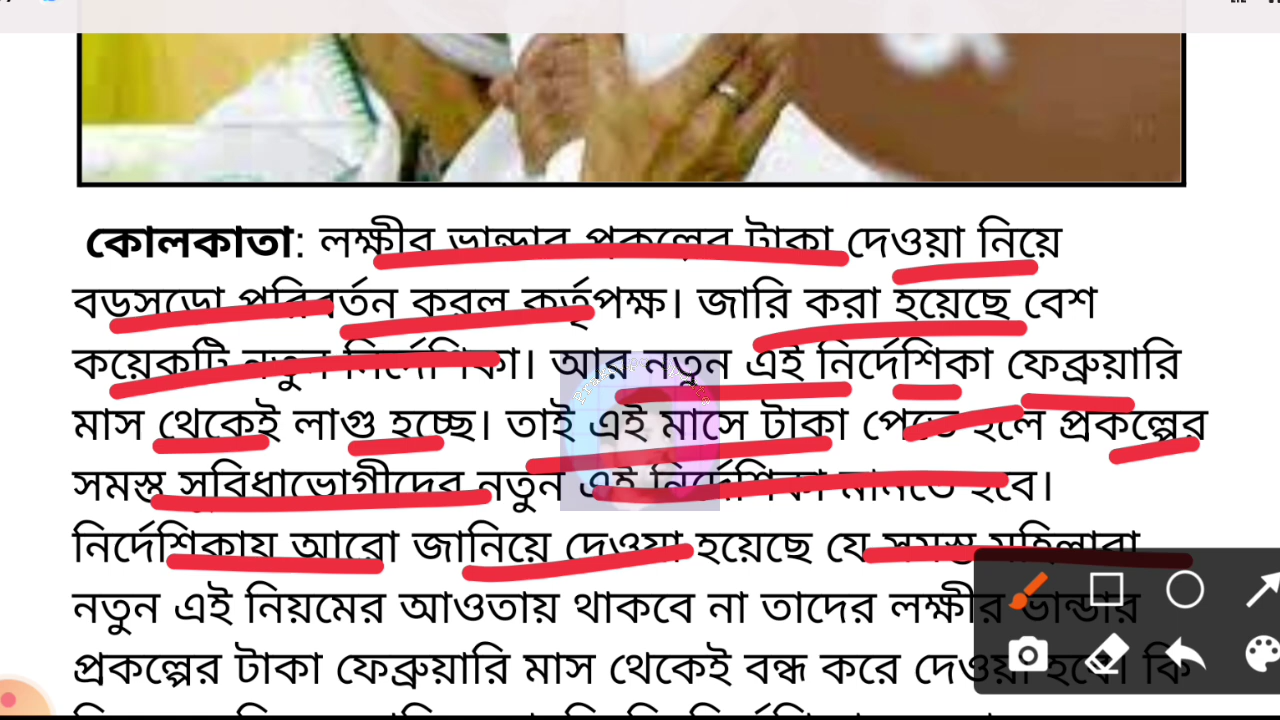 কোলকাতা: লক্ষীর ভান্ডার প্রকল্পের টাকা দেওয়া নিয়ে
বড়সড়ো পরিবর্তন করল কর্তৃপক্ষ। জারি করা হয়েছে বেশ
কয়েকটি নতুন নির্দেশিকা। আর নতুন এই নির্দেশিকা ফেব্রুয়ারি
মাস থেকেই লাগু হচ্ছে। তাই এই মাসে টাকা পেতে হলে প্রকল্পের
সমস্ত সুবিধাভোগীদের নতুন এই নির্দেশিকা মানতে হবে।
নির্দেশিকায় আরো জানিয়ে দেওয়া হয়েছে যে সমস্ত মহিলারা
নতুন এই নিয়মের আওতায় থাকবে না তাদের লক্ষীর ভান্ডার
প্রকল্পের টাকা ফেব্রুয়ারি মাস থেকেই বন্ধ করে দেওয়া হবে। কি